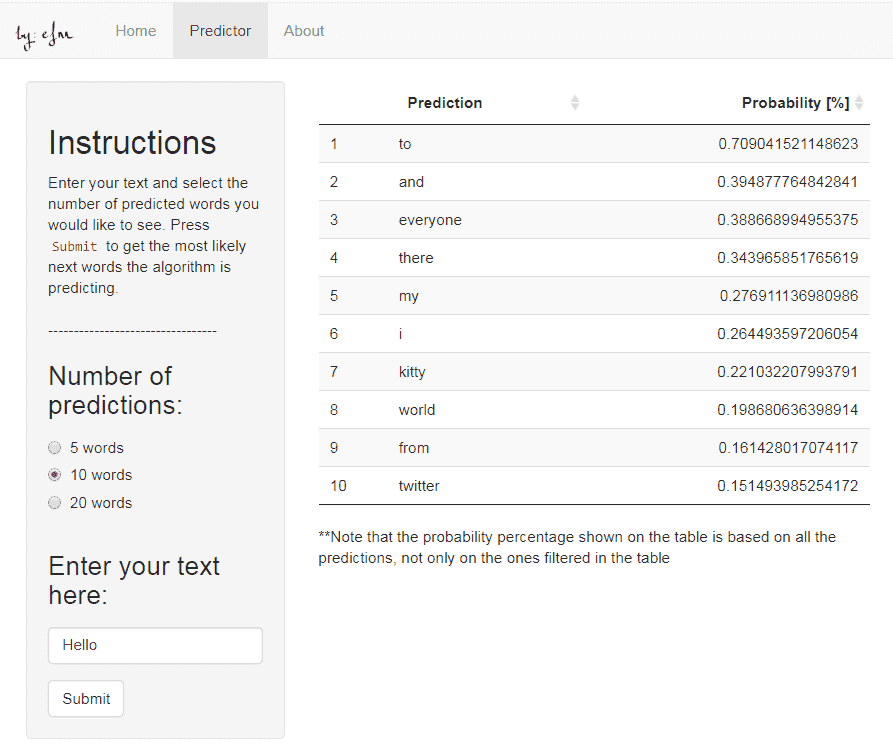 by: efm
Home Predictor About
Instructions
Enter your text and select the
number of predicted words you
would like to see. Press
Submit to get the most likely
next words the algorithm is
predicting.
---------------------------------
Number of
predictions:
5 words
10 words
20 words
Enter your text
here:
Hello
Submit
Prediction Probability [%]
1 to 0.709041521148623
2 and 0.394877764842841
3 everyone 0.388668994955375
4 there 0.343965851765619
5 my 0.276911136980986
6 i 0.264493597206054
7 kitty 0.221032207993791
8 world 0.198680636398914
9 from 0.161428017074117
10 twitter 0.151493985254172
**Note that the probability percentage shown on the table is based on all the
predictions, not only on the ones filtered in the table